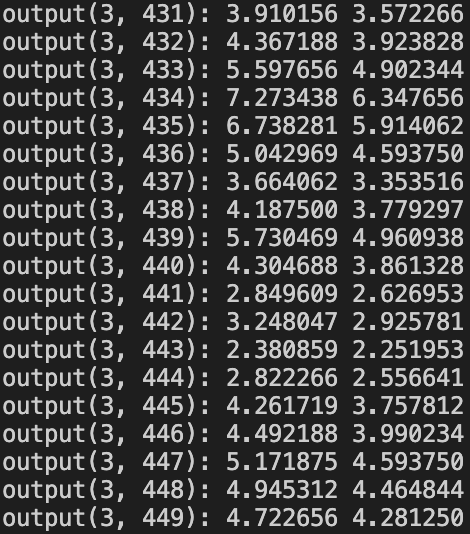 output(3, 431): 3.910156 3.572266
output(3, 432): 4.367188 3.923828
output(3, 433): 5.597656 4.902344
output(3, 434): 7.273438 6.347656
output(3, 435): 6.738281 5.914062
output(3, 436): 5.042969 4.593750
output(3, 437): 3.664062 3.353516
output(3, 438): 4.187500 3.779297
output(3, 439): 5.730469 4.960938
output(3, 440): 4.304688 3.861328
output(3, 441): 2.849609 2.626953
output(3, 442): 3.248047 2.925781
output(3, 443): 2.380859 2.251953
output(3, 444): 2.822266 2.556641
output(3, 445): 4.261719 3.757812
output(3, 446): 4.492188 3.990234
output(3, 447): 5.171875 4.593750
output(3, 448): 4.945312 4.464844
output(3, 449): 4.722656 4.281250